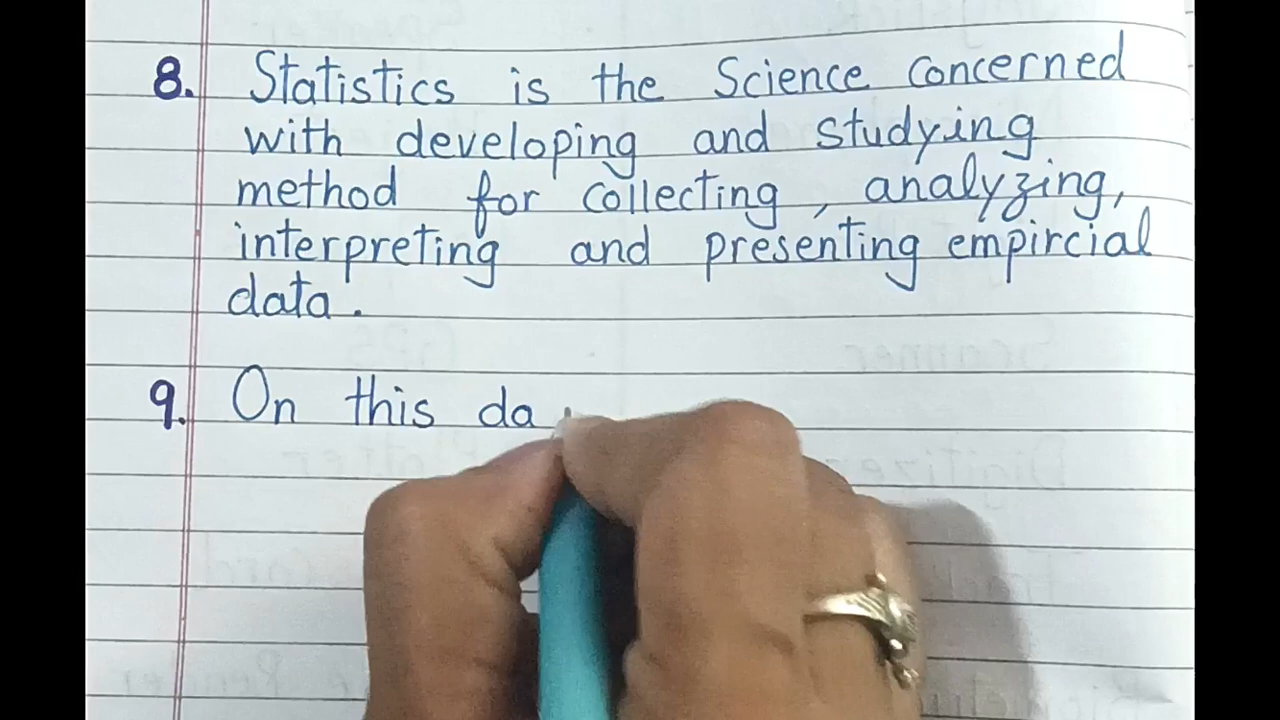 8. Statistics is the Science concerned
with developing and studying
method for collecting, analyzing,
interpreting and presenting empircial
data.
9. On this da